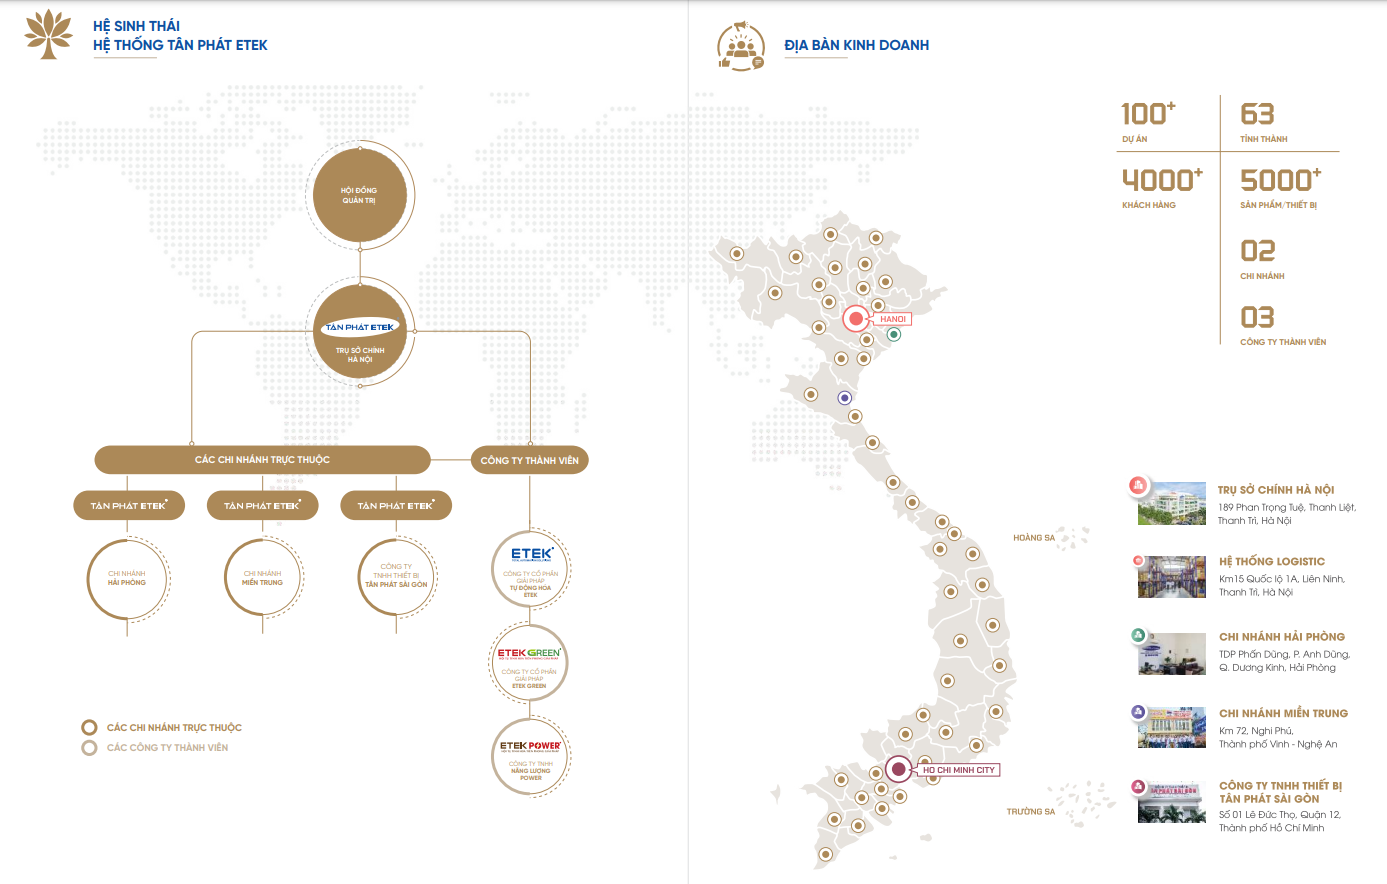 HỆ SINH THÁI
HỆ THỐNG TÂN PHÁT ETEK
HỘI ĐỒNG
QUẢN TRỊ
TÂN PHÁT ETEK
TRỤ SỞ CHÍNH
HÀ NỘI
CÁC CHI NHÁNH TRỰC THUỘC
CÔNG TY THÀNH VIÊN
TÂN PHÁT ETEK
TÂN PHÁT ETEK
TÂN PHÁT ETEK
CHI NHÁNH
HẢI PHÒNG
CHI NHÁNH
MIỀN TRUNG
CÔNG TY
TNHH THIẾT BỊ
TÂN PHÁT SÀI GÒN
ETEK
CÔNG TY CỔ PHẦN
GIẢI PHÁP
TỰ ĐỘNG HOÁ
ETEK
ETEK GREEN
CÔNG TY CỔ PHẦN
GIẢI PHÁP
ETEK GREEN
ETEK POWER
CÔNG TY TNHH
NĂNG LƯỢNG
POWER
CÁC CHI NHÁNH TRỰC THUỘC
CÁC CÔNG TY THÀNH VIÊN
ĐỊA BÀN KINH DOANH
100+
DỰ ÁN
63
TỈNH THÀNH
4000+
KHÁCH HÀNG
5000+
SẢN PHẨM/THIẾT BỊ
02
CHI NHÁNH
03
CÔNG TY THÀNH VIÊN
HANOI
HOÀNG SA
HO CHI MINH CITY
TRƯỜNG SA
TRỤ SỞ CHÍNH HÀ NỘI
189 Phan Trọng Tuệ, Thanh Liệt,
Thanh Trì, Hà Nội
HỆ THỐNG LOGISTIC
Km15 Quốc lộ 1A, Liên Ninh,
Thanh Trì, Hà Nội
CHI NHÁNH HẢI PHÒNG
TDP Phấn Dũng, P. Anh Dũng,
Q. Dương Kinh, Hải Phòng
CHI NHÁNH MIỀN TRUNG
Km 72, Nghi Phú,
Thành phố Vinh - Nghệ An
CÔNG TY TNHH THIẾT BỊ
TÂN PHÁT SÀI GÒN
Số 01 Lê Đức Thọ, Quận 12,
Thành phố Hồ Chí Minh